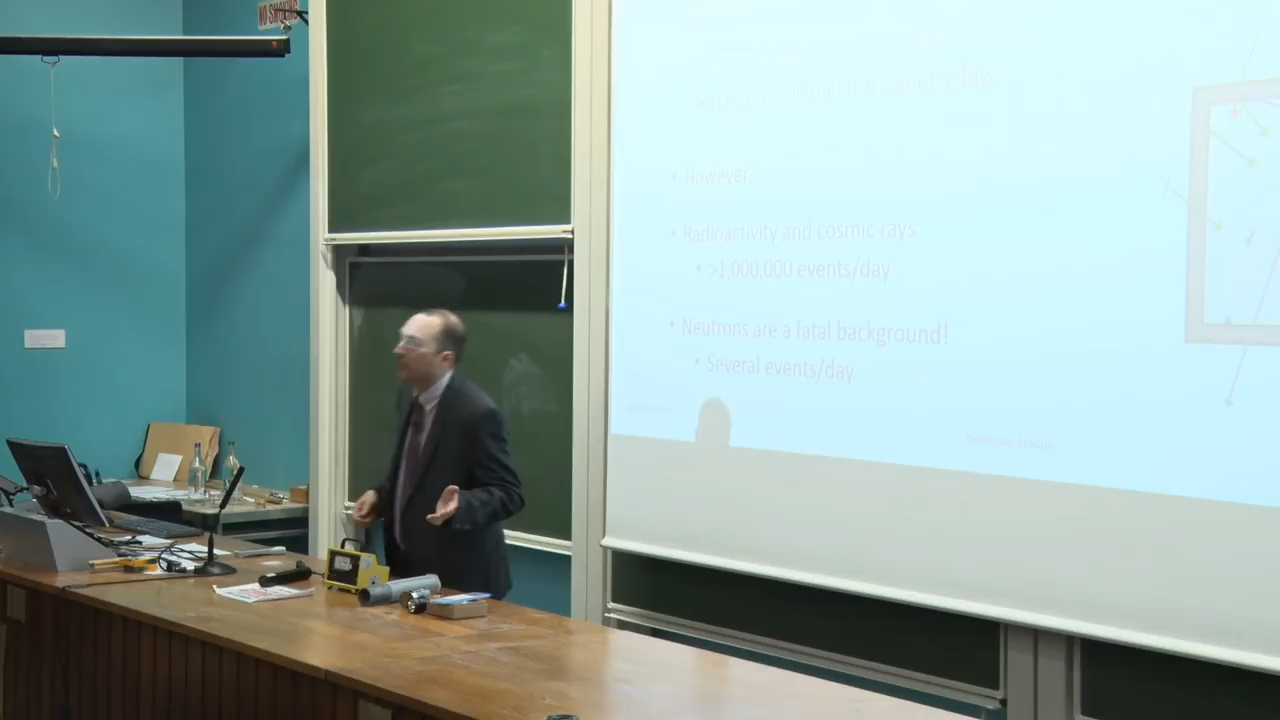 NO SMOKING
• However..
• Radioactivity and cosmic rays
• >1,000,000 events/day
• Neutrons are a fatal background!
• Several events/day